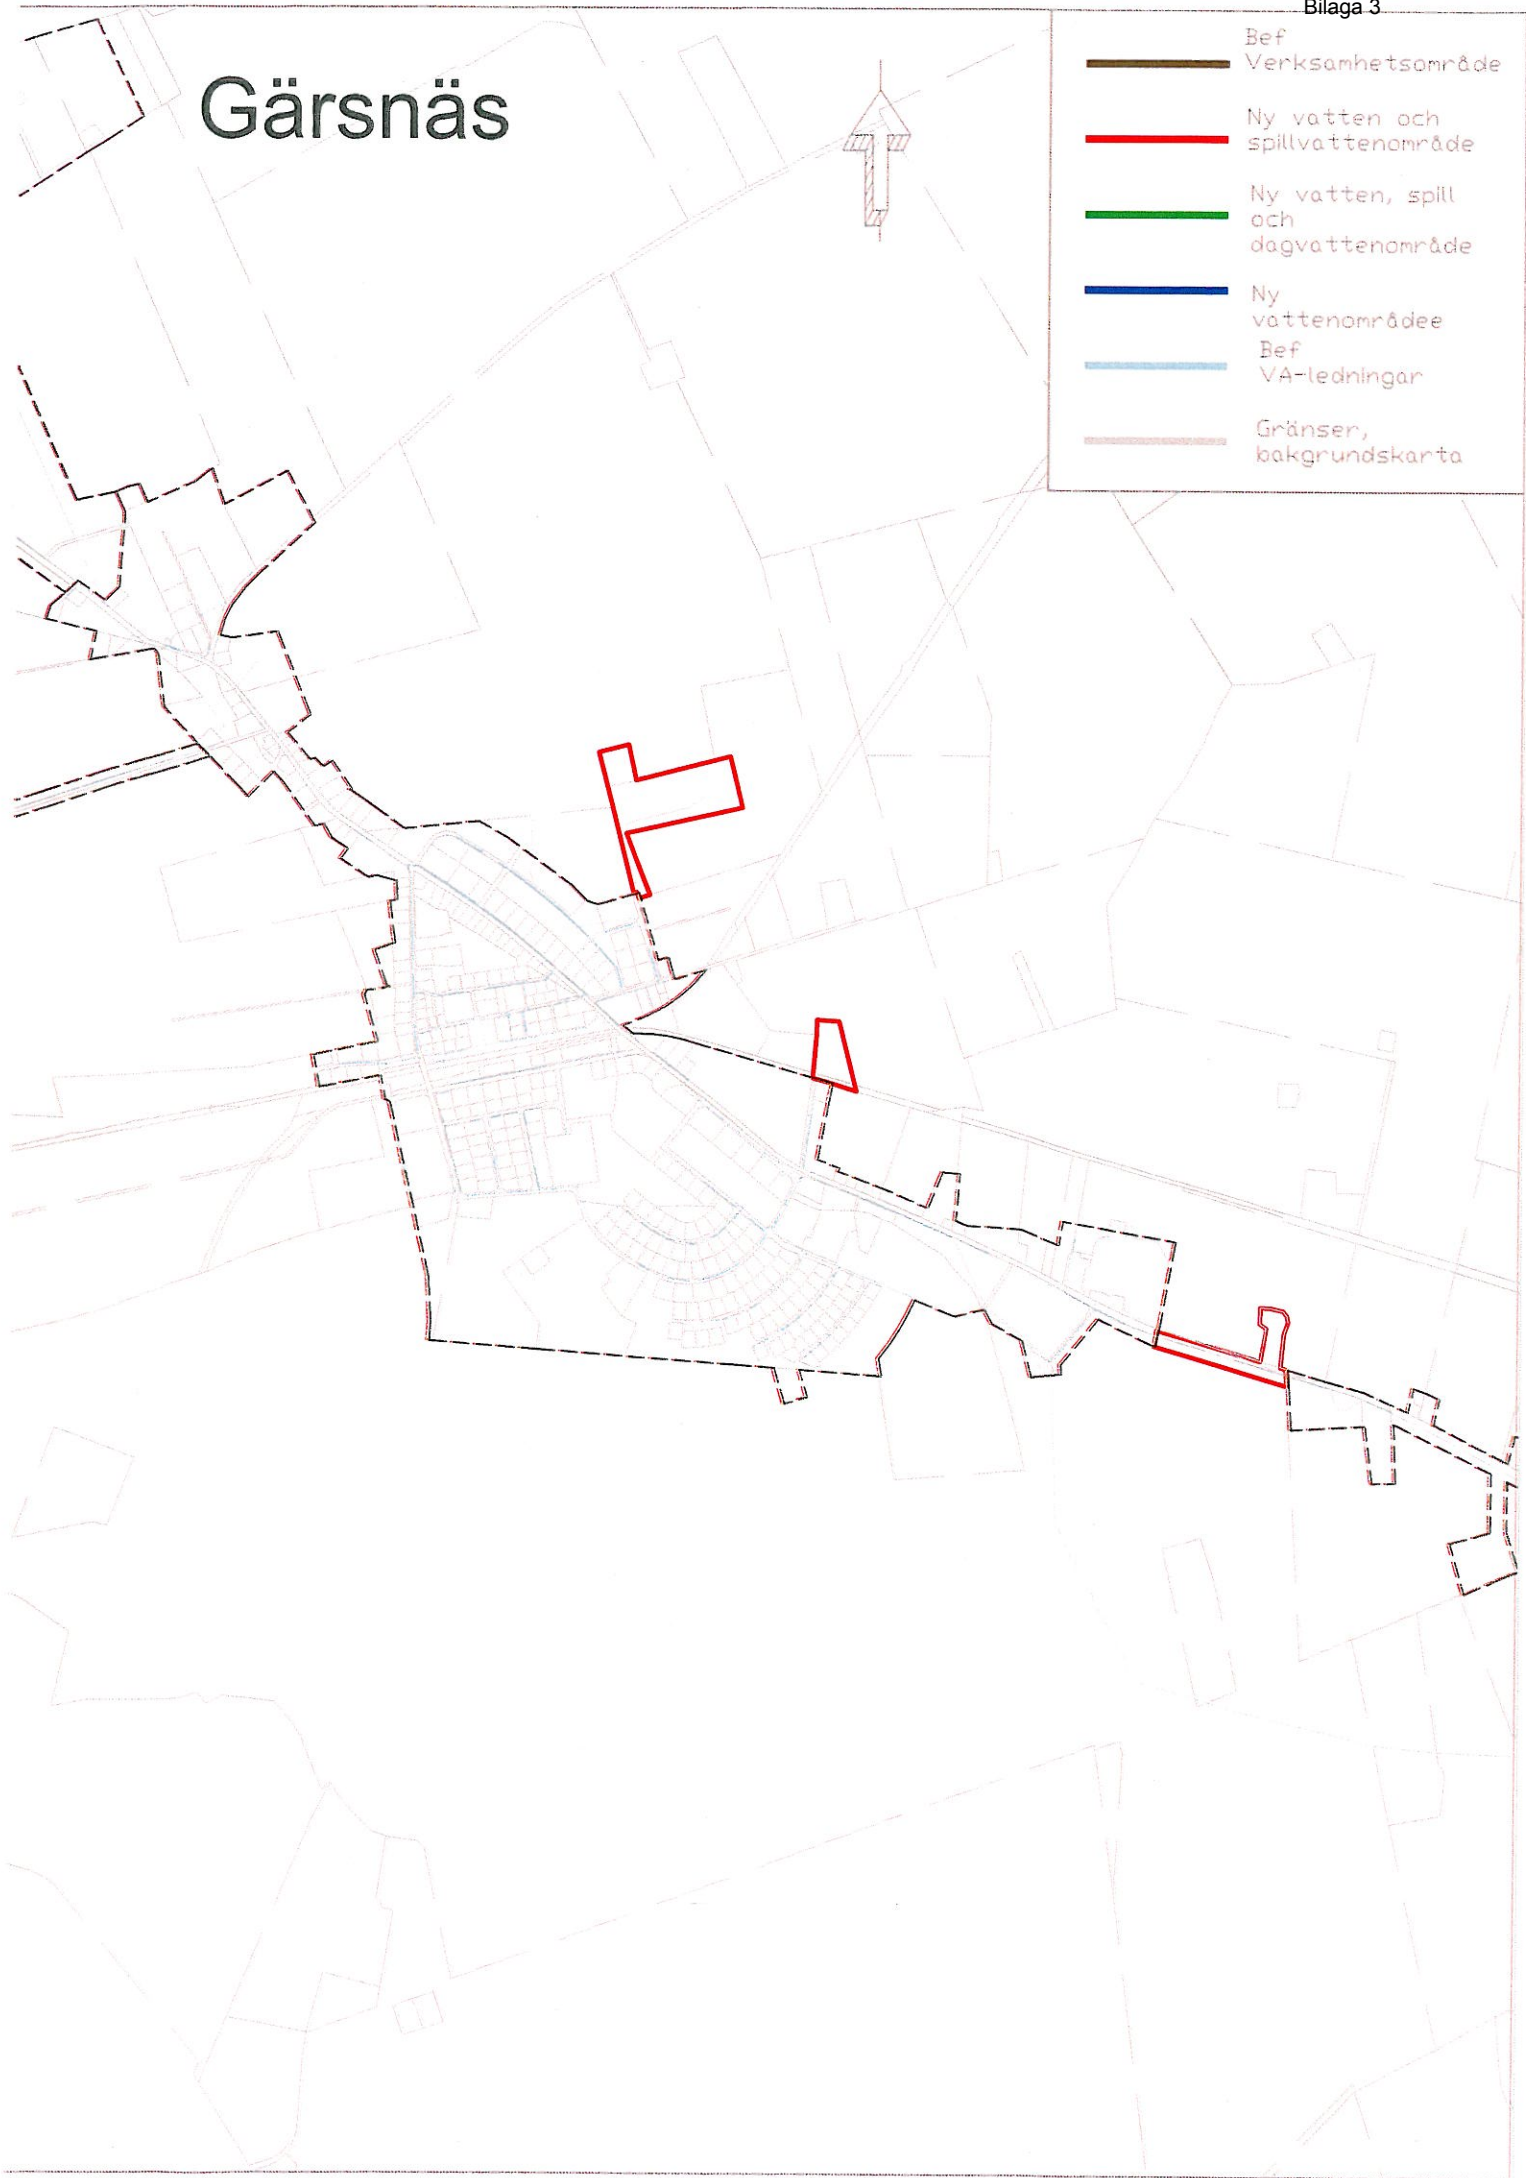 Bilaga 3
Gärsnäs
Bef
Verksamhetsområde
Ny vatten och
spillvattenområde
Ny vatten, spill
och
dagvattenområde
Ny
vattenområdee
Bef
VA-ledningar
Gränser,
bakgrundskarta